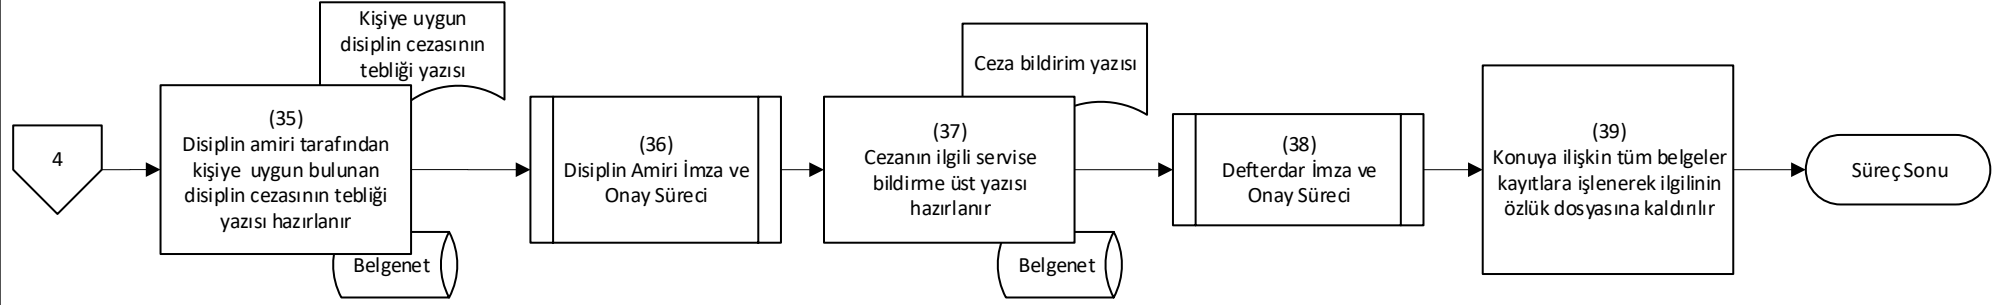 4
Kişiye uygun
disiplin cezasının
tebliği yazısı
(35)
Disiplin amiri tarafından
kişiye uygun bulunan
disiplin cezasının tebliği
yazısı hazırlanır
Belgenet
(36)
Disiplin Amiri İmza ve
Onay Süreci
Ceza bildirim yazısı
(37)
Cezanın ilgili servise
bildirme üst yazısı
hazırlanır
Belgenet
(38)
Defterdar İmza ve
Onay Süreci
(39)
Konuya ilişkin tüm belgeler
kayıtlara işlenerek ilgilinin
özlük dosyasına kaldırılır
Süreç Sonu